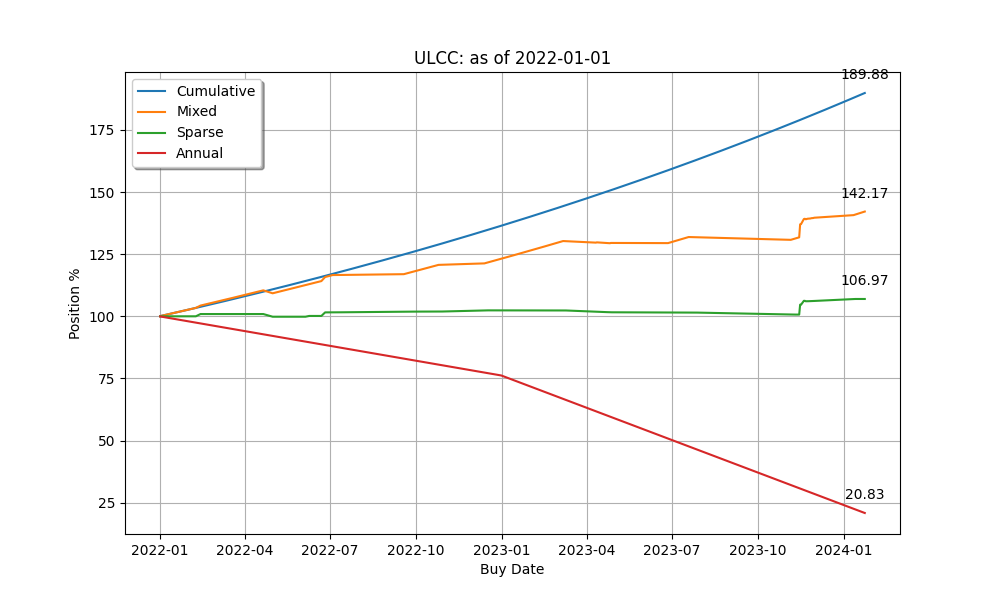 ULCC: as of 2022-01-01
189.88
Cumulative
Mixed
Sparse
Annual
175
150
142.17
125
106.97
100
75
50
25
20.83
Position %
2022-01 2022-04 2022-07 2022-10 2023-01 2023-04 2023-07 2023-10 2024-01
Buy Date